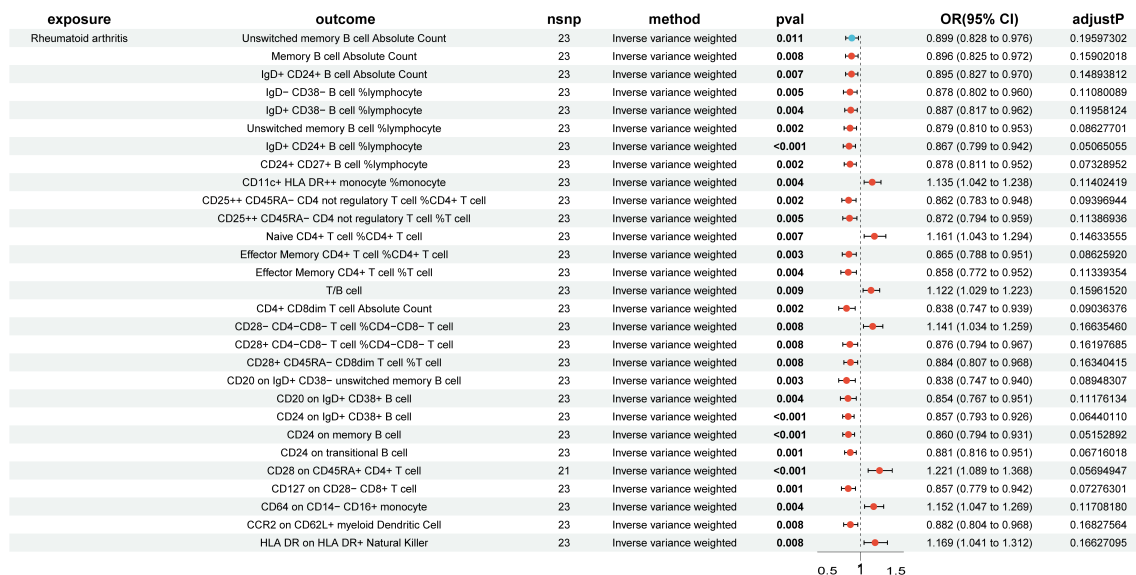 exposure outcome nsnp method pval OR(95% CI) adjustP
Rheumatoid arthritis Unswitched memory B cell Absolute Count 23 Inverse variance weighted 0.011 0.899 (0.828 to 0.976) 0.19597302
Memory B cell Absolute Count 23 Inverse variance weighted 0.008 0.896 (0.825 to 0.972) 0.15902018
IgD+ CD24+ B cell Absolute Count 23 Inverse variance weighted 0.007 0.895 (0.827 to 0.970) 0.14893812
IgD− CD38− B cell %lymphocyte 23 Inverse variance weighted 0.005 0.878 (0.802 to 0.960) 0.11080089
IgD+ CD38− B cell %lymphocyte 23 Inverse variance weighted 0.004 0.887 (0.817 to 0.962) 0.11958124
Unswitched memory B cell %lymphocyte 23 Inverse variance weighted 0.002 0.879 (0.810 to 0.953) 0.08627701
IgD+ CD24+ B cell %lymphocyte 23 Inverse variance weighted <0.001 0.867 (0.799 to 0.942) 0.05065055
CD24+ CD27+ B cell %lymphocyte 23 Inverse variance weighted 0.002 0.878 (0.811 to 0.952) 0.07328952
CD11c+ HLA DR++ monocyte %monocyte 23 Inverse variance weighted 0.004 1.135 (1.042 to 1.238) 0.11402419
CD25++ CD45RA− CD4 not regulatory T cell %CD4+ T cell 23 Inverse variance weighted 0.002 0.862 (0.783 to 0.948) 0.09396944
CD25++ CD45RA− CD4 not regulatory T cell %T cell 23 Inverse variance weighted 0.005 0.872 (0.794 to 0.959) 0.11386936
Naive CD4+ T cell %CD4+ T cell 23 Inverse variance weighted 0.007 1.161 (1.043 to 1.294) 0.14633555
Effector Memory CD4+ T cell %CD4+ T cell 23 Inverse variance weighted 0.003 0.865 (0.788 to 0.951) 0.08625920
Effector Memory CD4+ T cell %T cell 23 Inverse variance weighted 0.004 0.858 (0.772 to 0.952) 0.11339354
T/B cell 23 Inverse variance weighted 0.009 1.122 (1.029 to 1.223) 0.15961520
CD4+ CD8dim T cell Absolute Count 23 Inverse variance weighted 0.002 0.838 (0.747 to 0.939) 0.09036376
CD28− CD4−CD8− T cell %CD4−CD8− T cell 23 Inverse variance weighted 0.008 1.141 (1.034 to 1.259) 0.16635460
CD28+ CD4−CD8− T cell %CD4−CD8− T cell 23 Inverse variance weighted 0.008 0.876 (0.794 to 0.967) 0.16197685
CD28+ CD45RA− CD8dim T cell %T cell 23 Inverse variance weighted 0.008 0.884 (0.807 to 0.968) 0.16340415
CD20 on IgD+ CD38− unswitched memory B cell 23 Inverse variance weighted 0.003 0.838 (0.747 to 0.940) 0.08948307
CD20 on IgD+ CD38+ B cell 23 Inverse variance weighted 0.004 0.854 (0.767 to 0.951) 0.11176134
CD24 on IgD+ CD38+ B cell 23 Inverse variance weighted <0.001 0.857 (0.793 to 0.926) 0.06440110
CD24 on memory B cell 23 Inverse variance weighted <0.001 0.860 (0.794 to 0.931) 0.05152892
CD24 on transitional B cell 23 Inverse variance weighted 0.001 0.881 (0.816 to 0.951) 0.06716018
CD28 on CD45RA+ CD4+ T cell 21 Inverse variance weighted <0.001 1.221 (1.089 to 1.368) 0.05694947
CD127 on CD28− CD8+ T cell 23 Inverse variance weighted 0.001 0.857 (0.779 to 0.942) 0.07276301
CD64 on CD14− CD16+ monocyte 23 Inverse variance weighted 0.004 1.152 (1.047 to 1.269) 0.11708180
CCR2 on CD62L+ myeloid Dendritic Cell 23 Inverse variance weighted 0.008 0.882 (0.804 to 0.968) 0.16827564
HLA DR on HLA DR+ Natural Killer 23 Inverse variance weighted 0.008 1.169 (1.041 to 1.312) 0.16627095
0.5 1 1.5